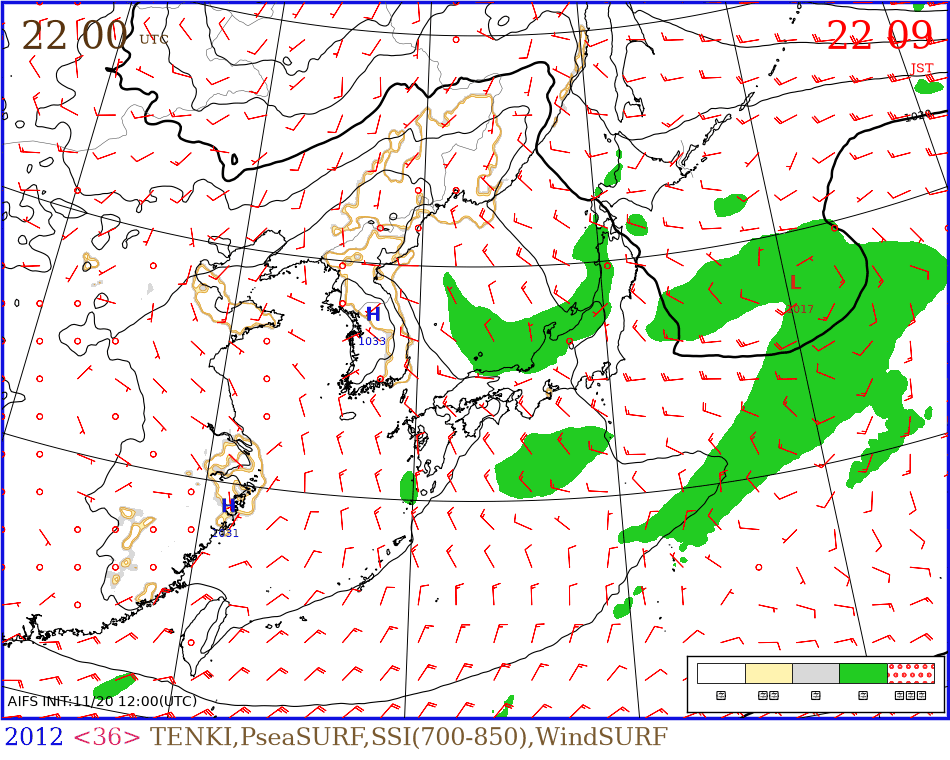 22 00 UTC
22 09
JST
1020
L
1017
H
1033
H
1031
AIFS INIT:11/20 12:00(UTC)
2012 <36> TENKI,PseaSURF,SSI(700-850),WindSURF